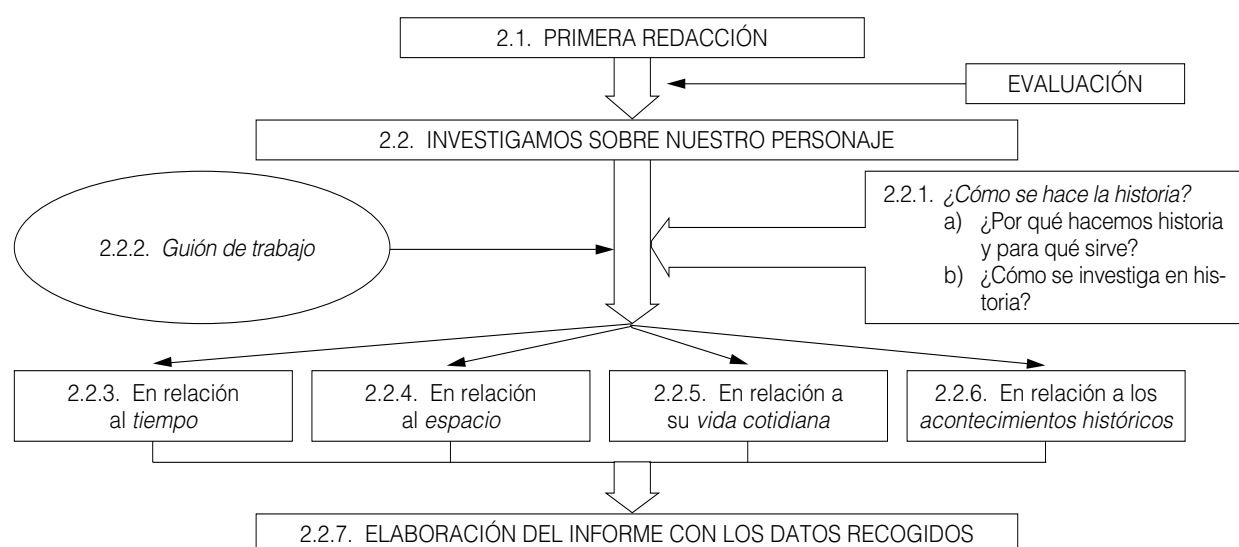 2.1. PRIMERA REDACCIÓN
EVALUACIÓN
2.2. INVESTIGAMOS SOBRE NUESTRO PERSONAJE
2.2.1. ¿Cómo se hace la historia?
a) ¿Por qué hacemos historia
y para qué sirve?
b) ¿Cómo se investiga en his-
toria?
2.2.2. Guión de trabajo
2.2.3. En relación
al tiempo
2.2.4. En relación
al espacio
2.2.5. En relación a
su vida cotidiana
2.2.6. En relación a los
acontecimientos históricos
2.2.7. ELABORACIÓN DEL INFORME CON LOS DATOS RECOGIDOS